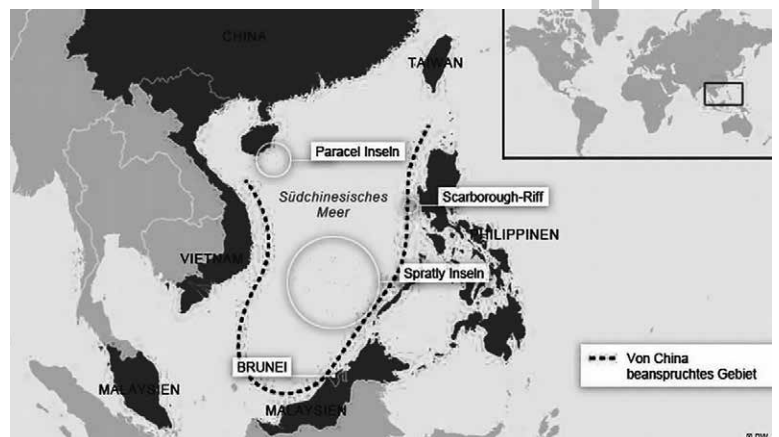 CHINA
TAIWAN
Paracel Inseln
Südchinesisches
Meer
Scarborough-Riff
PHILIPPINEN
VIETNAM
Spratly Inseln
BRUNEI
MALAYSIEN
MALAYSIEN
Von China
beanspruchtes Gebiet